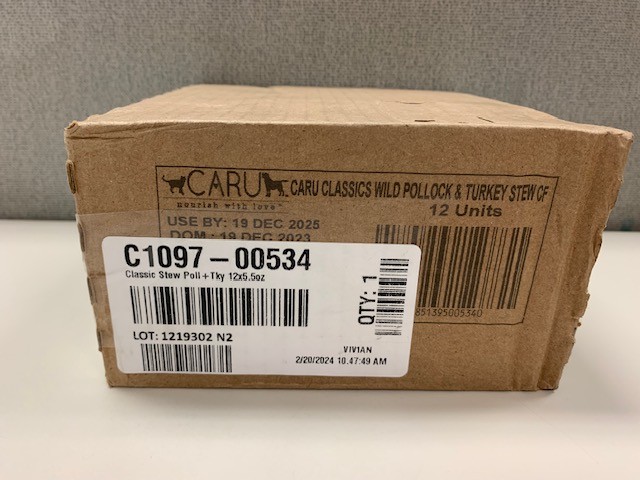 CARU
nourish with love
CARU CLASSICS WILD POLLOCK & TURKEY STEW CF
12 Units
USE BY: 19 DEC 2025
DOM: 19 DEC 2023
851395005340
C1097-00534
Classic Stew Poll+Tky 12x5.5oz
QTY: 1
LOT: 1219302 N2
VIVIAN
2/20/2024 10:47:49 AM